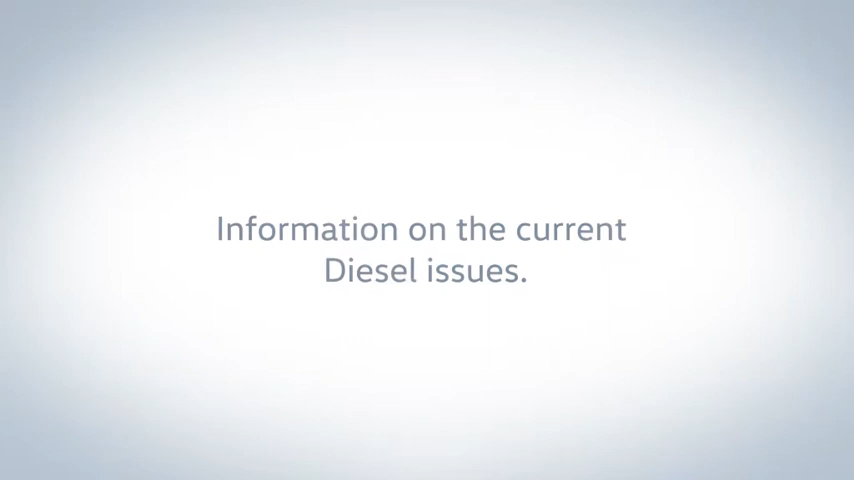 Information on the current
Diesel issues.